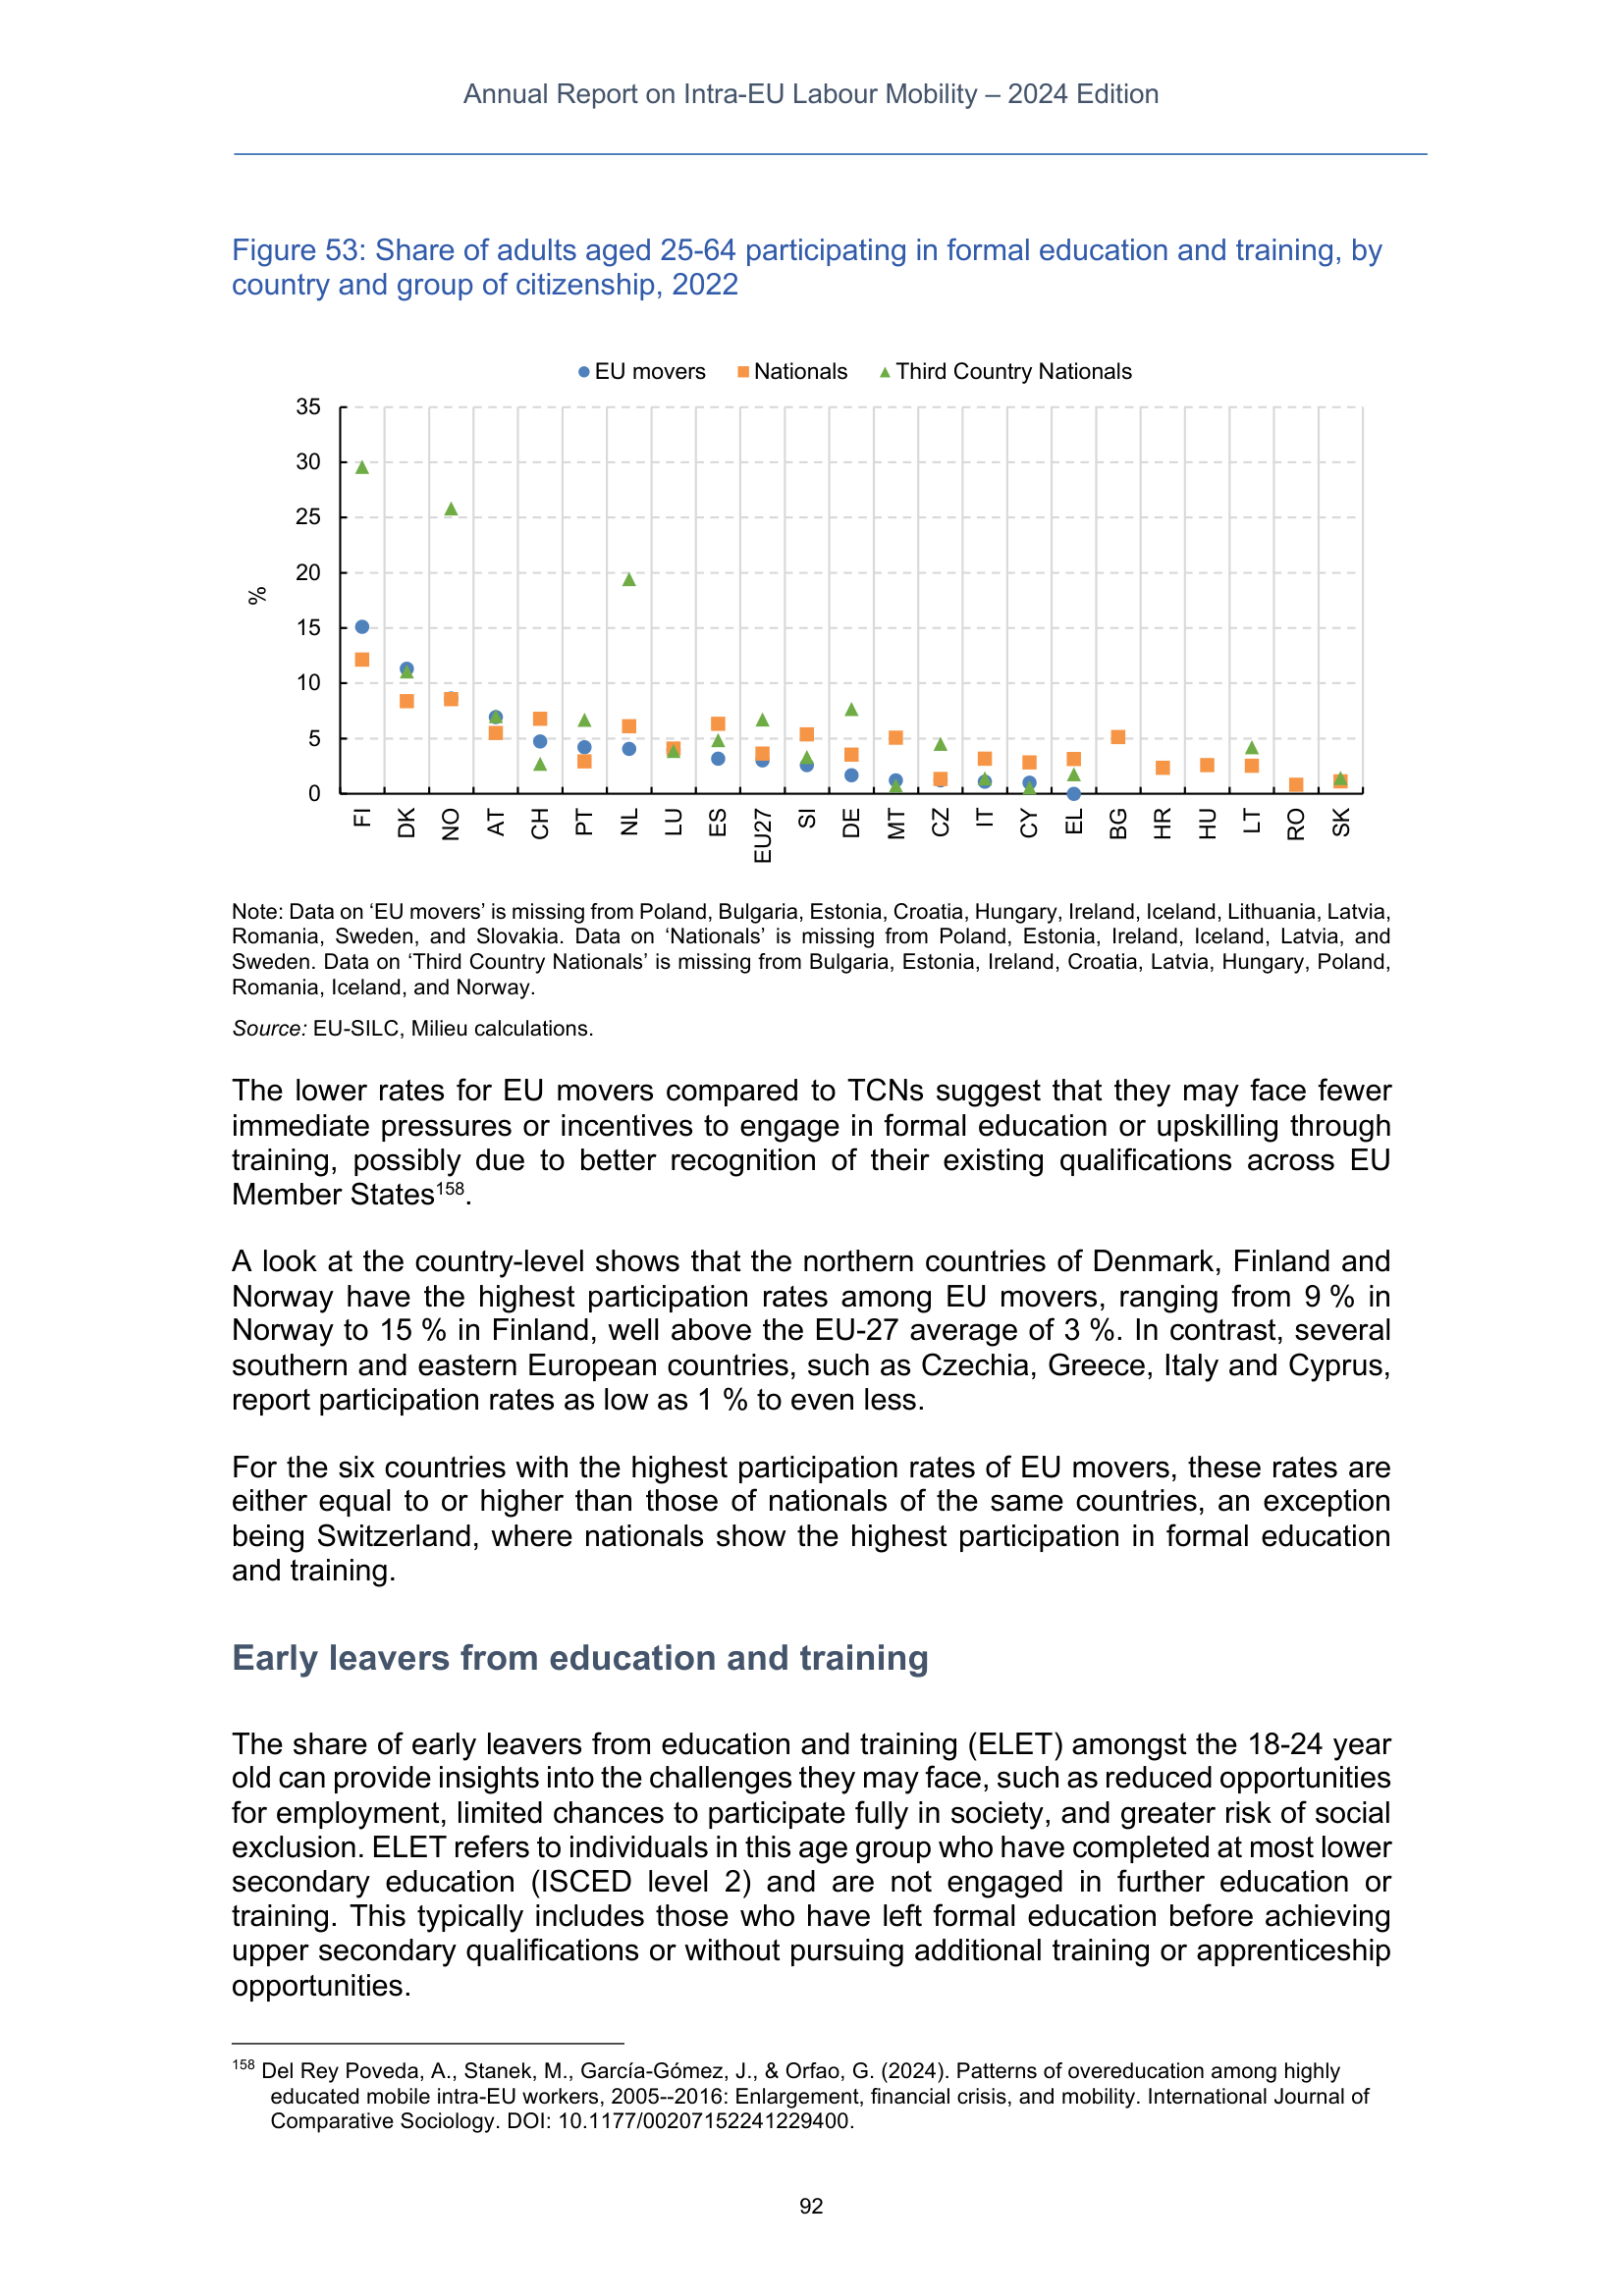 Annual Report on Intra-EU Labour Mobility – 2024 Edition
Figure 53: Share of adults aged 25-64 participating in formal education and training, by
country and group of citizenship, 2022
EU movers Nationals Third Country Nationals
35
30
25
20
15
10
5
0
%
FI DK NO AT CH PT NL LU ES EU27 SI DE MT CZ IT CY EL BG HR HU LT RO SK
Note: Data on ‘EU movers’ is missing from Poland, Bulgaria, Estonia, Croatia, Hungary, Ireland, Iceland, Lithuania, Latvia,
Romania, Sweden, and Slovakia. Data on ‘Nationals’ is missing from Poland, Estonia, Ireland, Iceland, Latvia, and
Sweden. Data on ‘Third Country Nationals’ is missing from Bulgaria, Estonia, Ireland, Croatia, Latvia, Hungary, Poland,
Romania, Iceland, and Norway.
Source: EU-SILC, Milieu calculations.
The lower rates for EU movers compared to TCNs suggest that they may face fewer
immediate pressures or incentives to engage in formal education or upskilling through
training, possibly due to better recognition of their existing qualifications across EU
Member States158.
A look at the country-level shows that the northern countries of Denmark, Finland and
Norway have the highest participation rates among EU movers, ranging from 9 % in
Norway to 15 % in Finland, well above the EU-27 average of 3 %. In contrast, several
southern and eastern European countries, such as Czechia, Greece, Italy and Cyprus,
report participation rates as low as 1 % to even less.
For the six countries with the highest participation rates of EU movers, these rates are
either equal to or higher than those of nationals of the same countries, an exception
being Switzerland, where nationals show the highest participation in formal education
and training.
Early leavers from education and training
The share of early leavers from education and training (ELET) amongst the 18-24 year
old can provide insights into the challenges they may face, such as reduced opportunities
for employment, limited chances to participate fully in society, and greater risk of social
exclusion. ELET refers to individuals in this age group who have completed at most lower
secondary education (ISCED level 2) and are not engaged in further education or
training. This typically includes those who have left formal education before achieving
upper secondary qualifications or without pursuing additional training or apprenticeship
opportunities.
158 Del Rey Poveda, A., Stanek, M., García-Gómez, J., & Orfao, G. (2024). Patterns of overeducation among highly
educated mobile intra-EU workers, 2005--2016: Enlargement, financial crisis, and mobility. International Journal of
Comparative Sociology. DOI: 10.1177/00207152241229400.
92